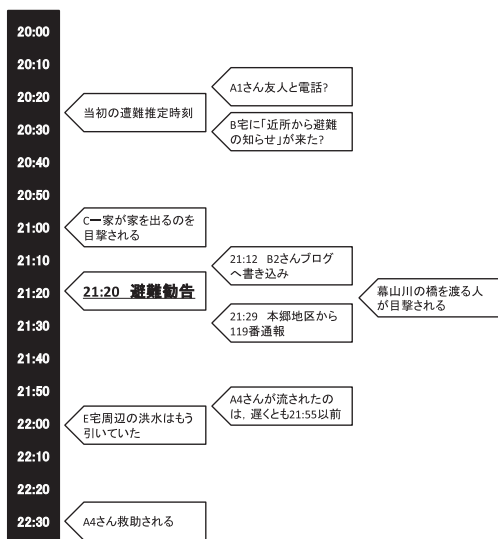 20:00
20:10
20:20
20:30
20:40
20:50
21:00
21:10
21:20
21:30
21:40
21:50
22:00
22:10
22:20
22:30
A1さん友人と電話?
当初の遭難推定時刻
B宅に「近所から避難
の知らせ」が来た?
C一家が家を出るのを
目撃される
21:12 B2さんブログ
へ書き込み
21:20 避難勧告
幕山川の橋を渡る人
が目撃される
21:29 本郷地区から
119番通報
A4さんが流されたの
は, 遅くとも21:55以前
E宅周辺の洪水はもう
引いていた
A4さん救助される